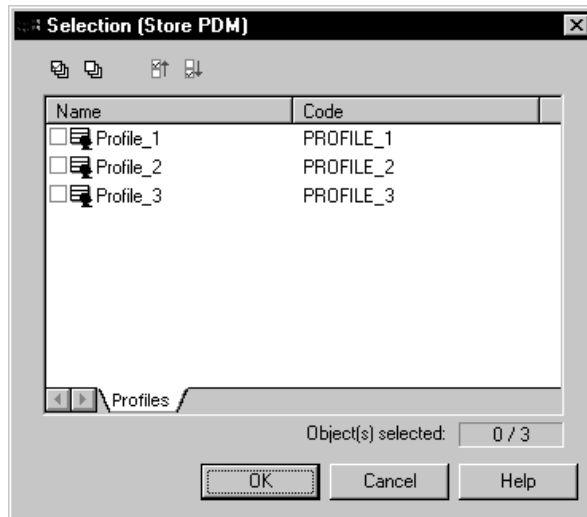 Selection (Store PDM)
Name Code
Profile_1 PROFILE_1
Profile_2 PROFILE_2
Profile_3 PROFILE_3
Profiles
Object(s) selected: 0 / 3
OK Cancel Help